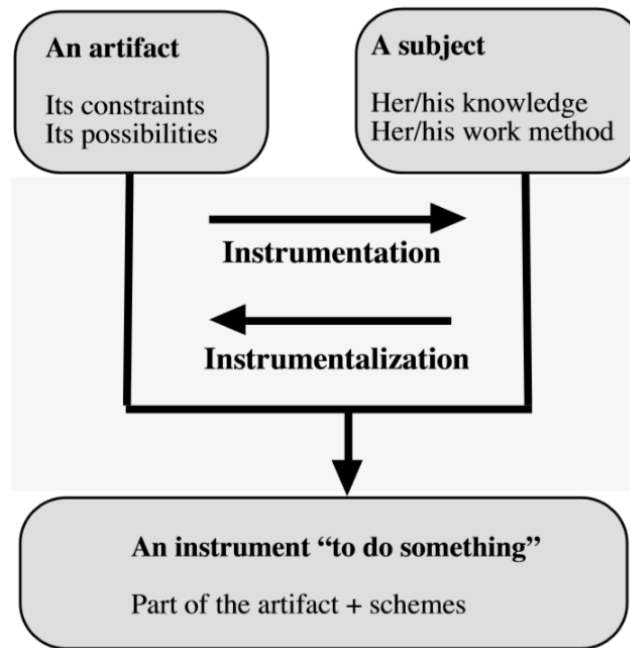 An artifact
Its constraints
Its possibilities
A subject
Her/his knowledge
Her/his work method
Instrumentation
Instrumentalization
An instrument “to do something”
Part of the artifact + schemes